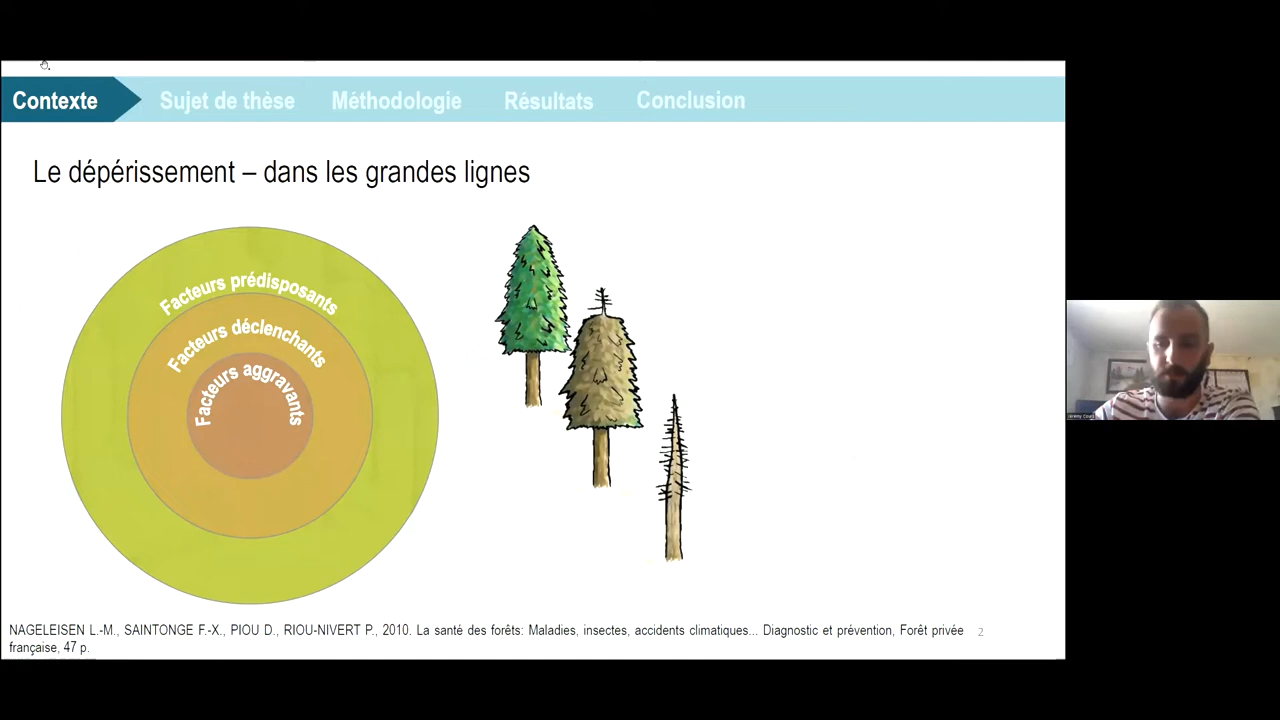 Contexte
Sujet de thèse
Méthodologie
Résultats
Conclusion
Le dépérissement – dans les grandes lignes
Facteurs prédisposants
Facteurs déclenchants
Facteurs aggravants
NAGELEISEN L.-M., SAINTONGE F.-X., PIOU D., RIOU-NIVERT P., 2010. La santé des forêts: Maladies, insectes, accidents climatiques... Diagnostic et prévention, Forêt privée
française, 47 p.
2